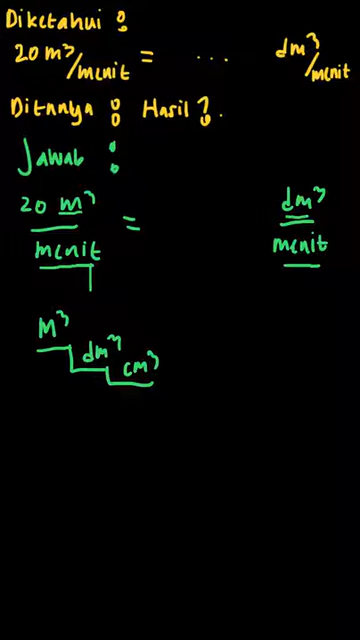 Diketahui :
20 m³/menit = ... dm³/menit
Ditanya : Hasil ?.
Jawab :
20 m³ = dm³
menit menit
m³
dm³
cm³